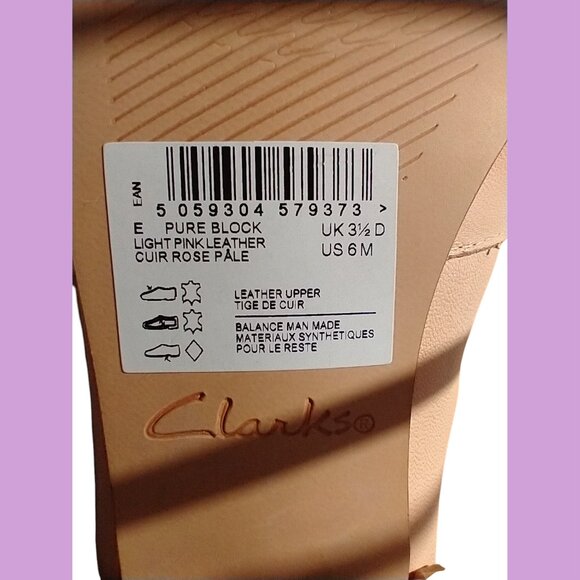 EAN
5 059304 579373 >
E PURE BLOCK UK 3½ D
LIGHT PINK LEATHER US 6 M
CUIR ROSE PÂLE
LEATHER UPPER
TIGE DE CUIR
BALANCE MAN MADE
MATERIAUX SYNTHETIQUES
POUR LE RESTE
Clarks®